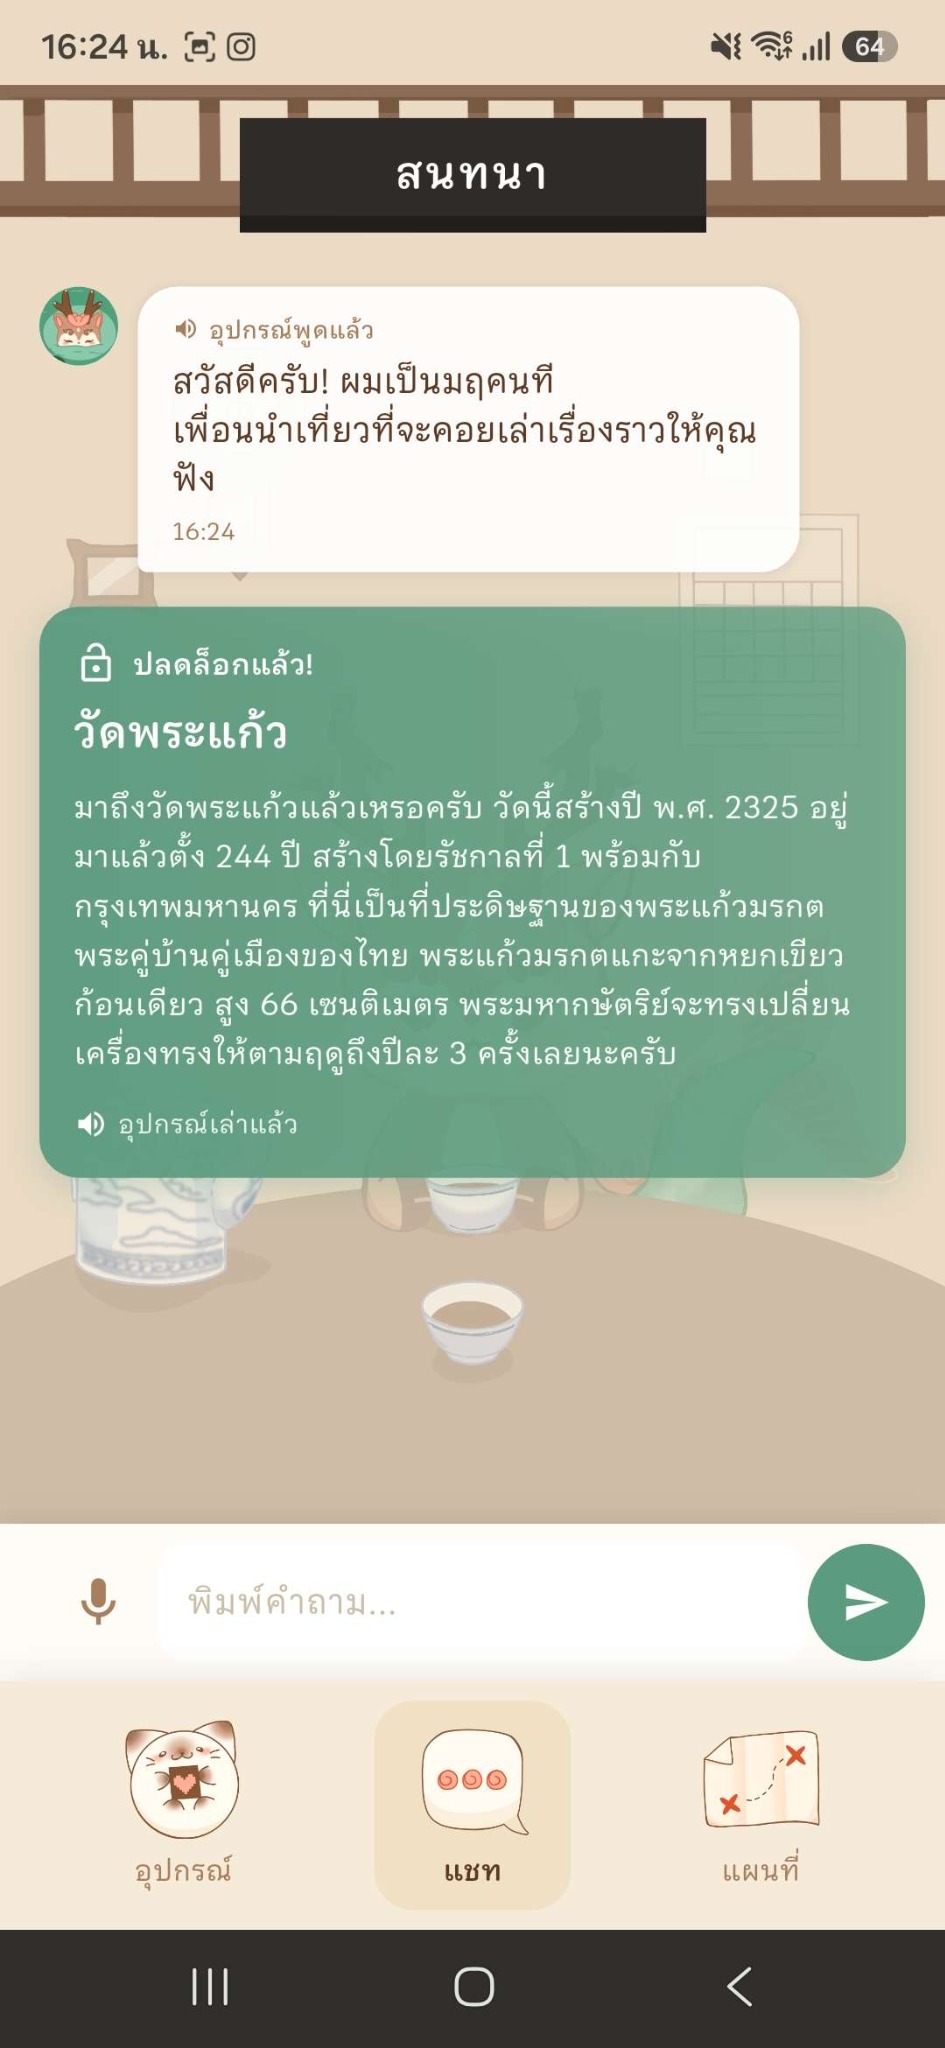 16:24 น.
64
สนทนา
อุปกรณ์พูดแล้ว
สวัสดีครับ! ผมเป็นมฤคนที
เพื่อนนำเที่ยวที่จะคอยเล่าเรื่องราวให้คุณ
ฟัง
16:24
ปลดล็อกแล้ว!
วัดพระแก้ว
มาถึงวัดพระแก้วแล้วเหรอครับ วัดนี้สร้างปี พ.ศ. 2325 อยู่
มาแล้วตั้ง 244 ปี สร้างโดยรัชกาลที่ 1 พร้อมกับ
กรุงเทพมหานคร ที่นี่เป็นที่ประดิษฐานของพระแก้วมรกต
พระคู่บ้านคู่เมืองของไทย พระแก้วมรกตแกะจากหยกเขียว
ก้อนเดียว สูง 66 เซนติเมตร พระมหากษัตริย์จะทรงเปลี่ยน
เครื่องทรงให้ตามฤดูถึงปีละ 3 ครั้งเลยนะครับ
อุปกรณ์เล่าแล้ว
พิมพ์คำถาม...
อุปกรณ์
แชท
แผนที่